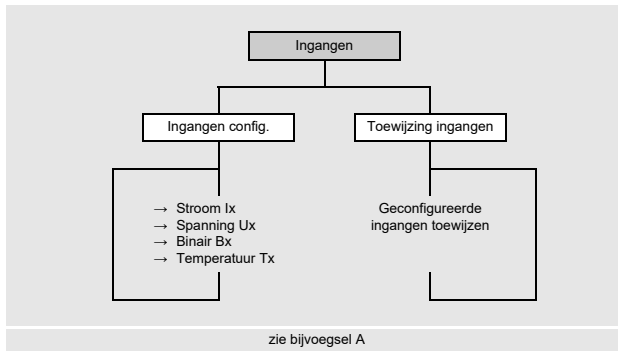 Ingangen
Ingangen config.
Toewijzing ingangen
→ Stroom Ix
→ Spanning Ux
→ Binair Bx
→ Temperatuur Tx
Geconfigureerde
ingangen toewijzen
zie bijvoegsel A